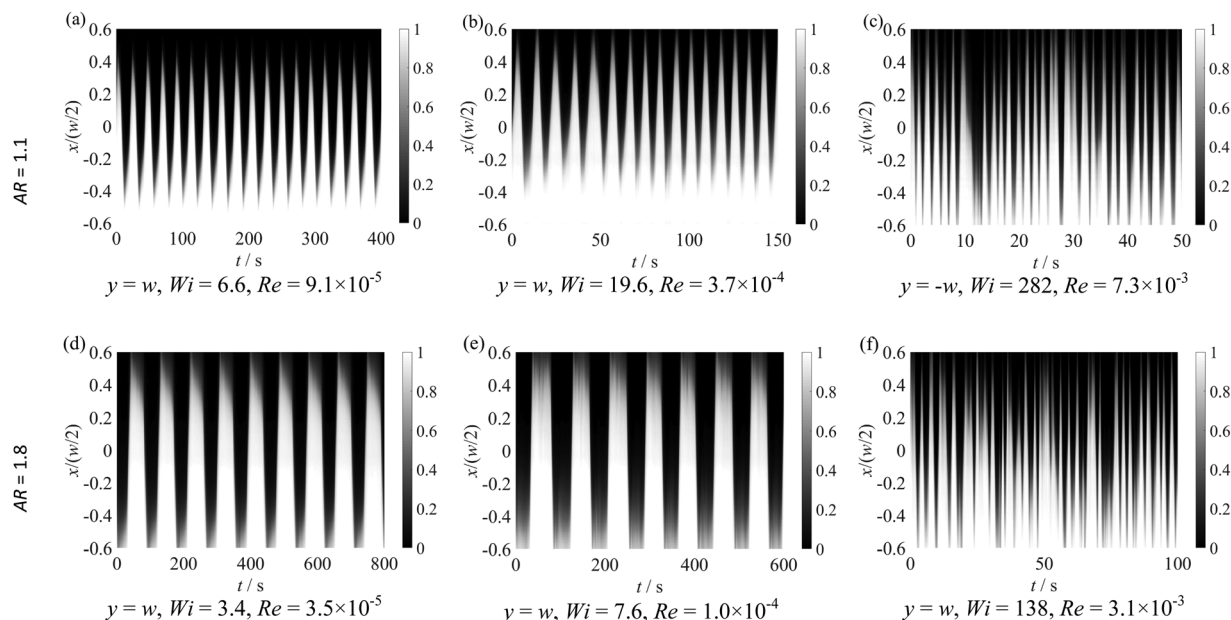 (a)
0.6
0.4
0.2
0
-0.2
-0.4
-0.6
x/(w/2)
0 100 200 300 400
t / s
1
0.8
0.6
0.4
0.2
0
y = w, Wi = 6.6, Re = 9.1×10⁻⁵
(b)
0.6
0.4
0.2
0
-0.2
-0.4
-0.6
x/(w/2)
0 50 100 150
t / s
1
0.8
0.6
0.4
0.2
0
y = w, Wi = 19.6, Re = 3.7×10⁻⁴
(c)
0.6
0.4
0.2
0
-0.2
-0.4
-0.6
x/(w/2)
0 10 20 30 40 50
t / s
1
0.8
0.6
0.4
0.2
0
y = -w, Wi = 282, Re = 7.3×10⁻³
AR = 1.1
(d)
0.6
0.4
0.2
0
-0.2
-0.4
-0.6
x/(w/2)
0 200 400 600 800
t / s
1
0.8
0.6
0.4
0.2
0
y = w, Wi = 3.4, Re = 3.5×10⁻⁵
(e)
0.6
0.4
0.2
0
-0.2
-0.4
-0.6
x/(w/2)
0 200 400 600
t / s
1
0.8
0.6
0.4
0.2
0
y = w, Wi = 7.6, Re = 1.0×10⁻⁴
(f)
0.6
0.4
0.2
0
-0.2
-0.4
-0.6
x/(w/2)
0 50 100
t / s
1
0.8
0.6
0.4
0.2
0
y = w, Wi = 138, Re = 3.1×10⁻³
AR = 1.8